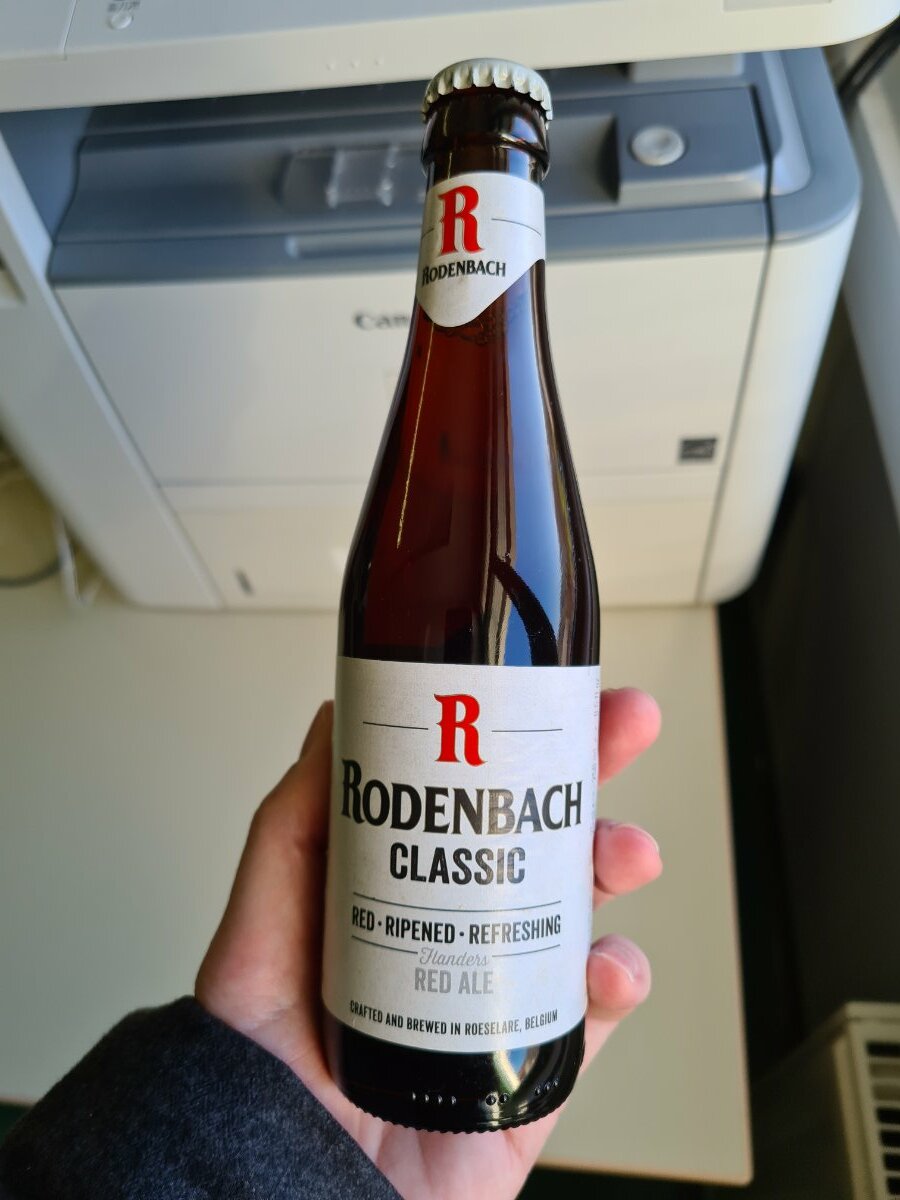 R
RODENBACH
Can
R
RODENBACH
CLASSIC
RED · RIPENED · REFRESHING
Flanders
RED ALE
CRAFTED AND BREWED IN ROESELARE, BELGIUM